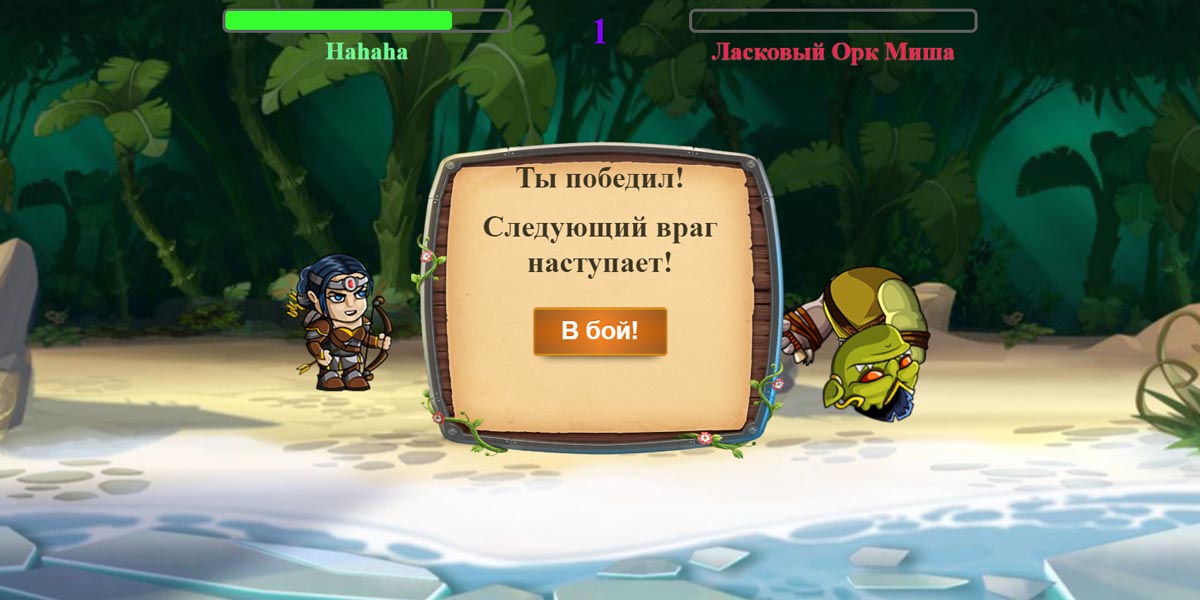 Hahaha
1
Ласковый Орк Миша
Ты победил!
Следующий враг
наступает!
В бой!